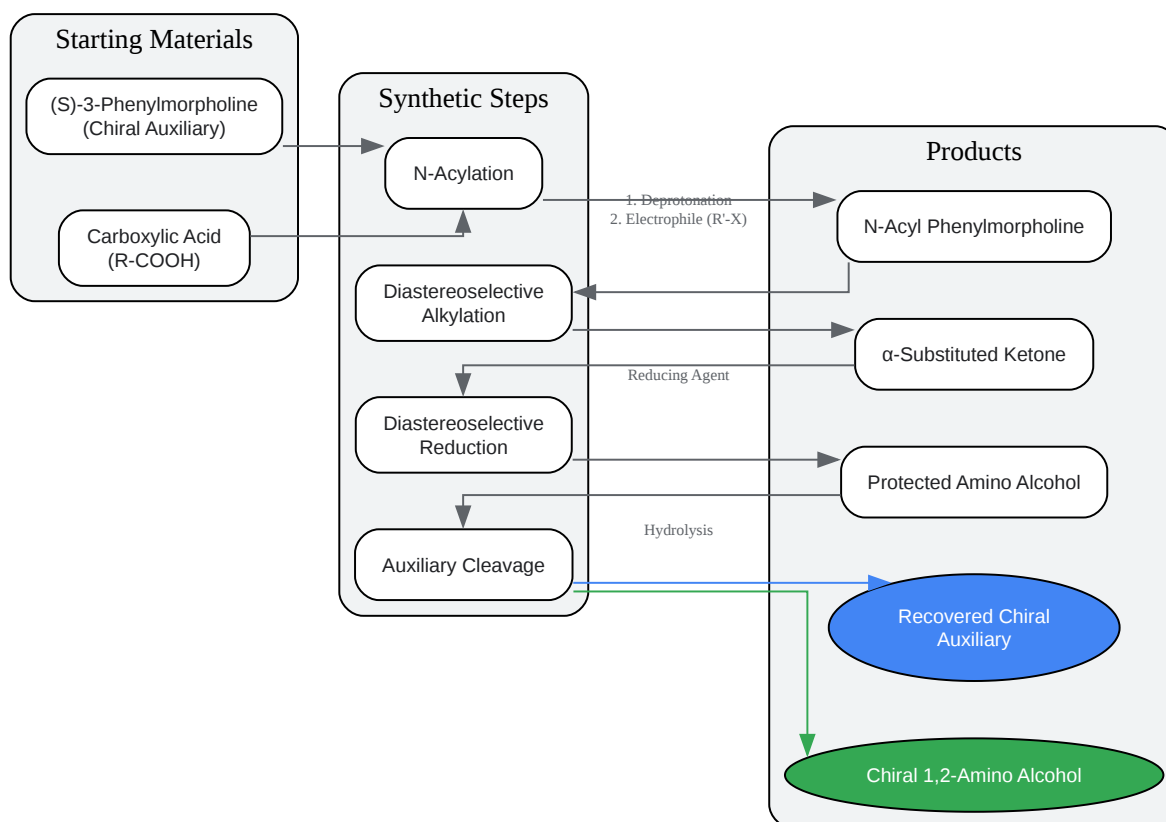 Starting Materials
(S)-3-Phenylmorpholine
(Chiral Auxiliary)
Carboxylic Acid
(R-COOH)
Synthetic Steps
N-Acylation
Diastereoselective
Alkylation
Diastereoselective
Reduction
Auxiliary Cleavage
1. Deprotonation
2. Electrophile (R'-X)
Reducing Agent
Hydrolysis
Products
N-Acyl Phenylmorpholine
α-Substituted Ketone
Protected Amino Alcohol
Recovered Chiral
Auxiliary
Chiral 1,2-Amino Alcohol